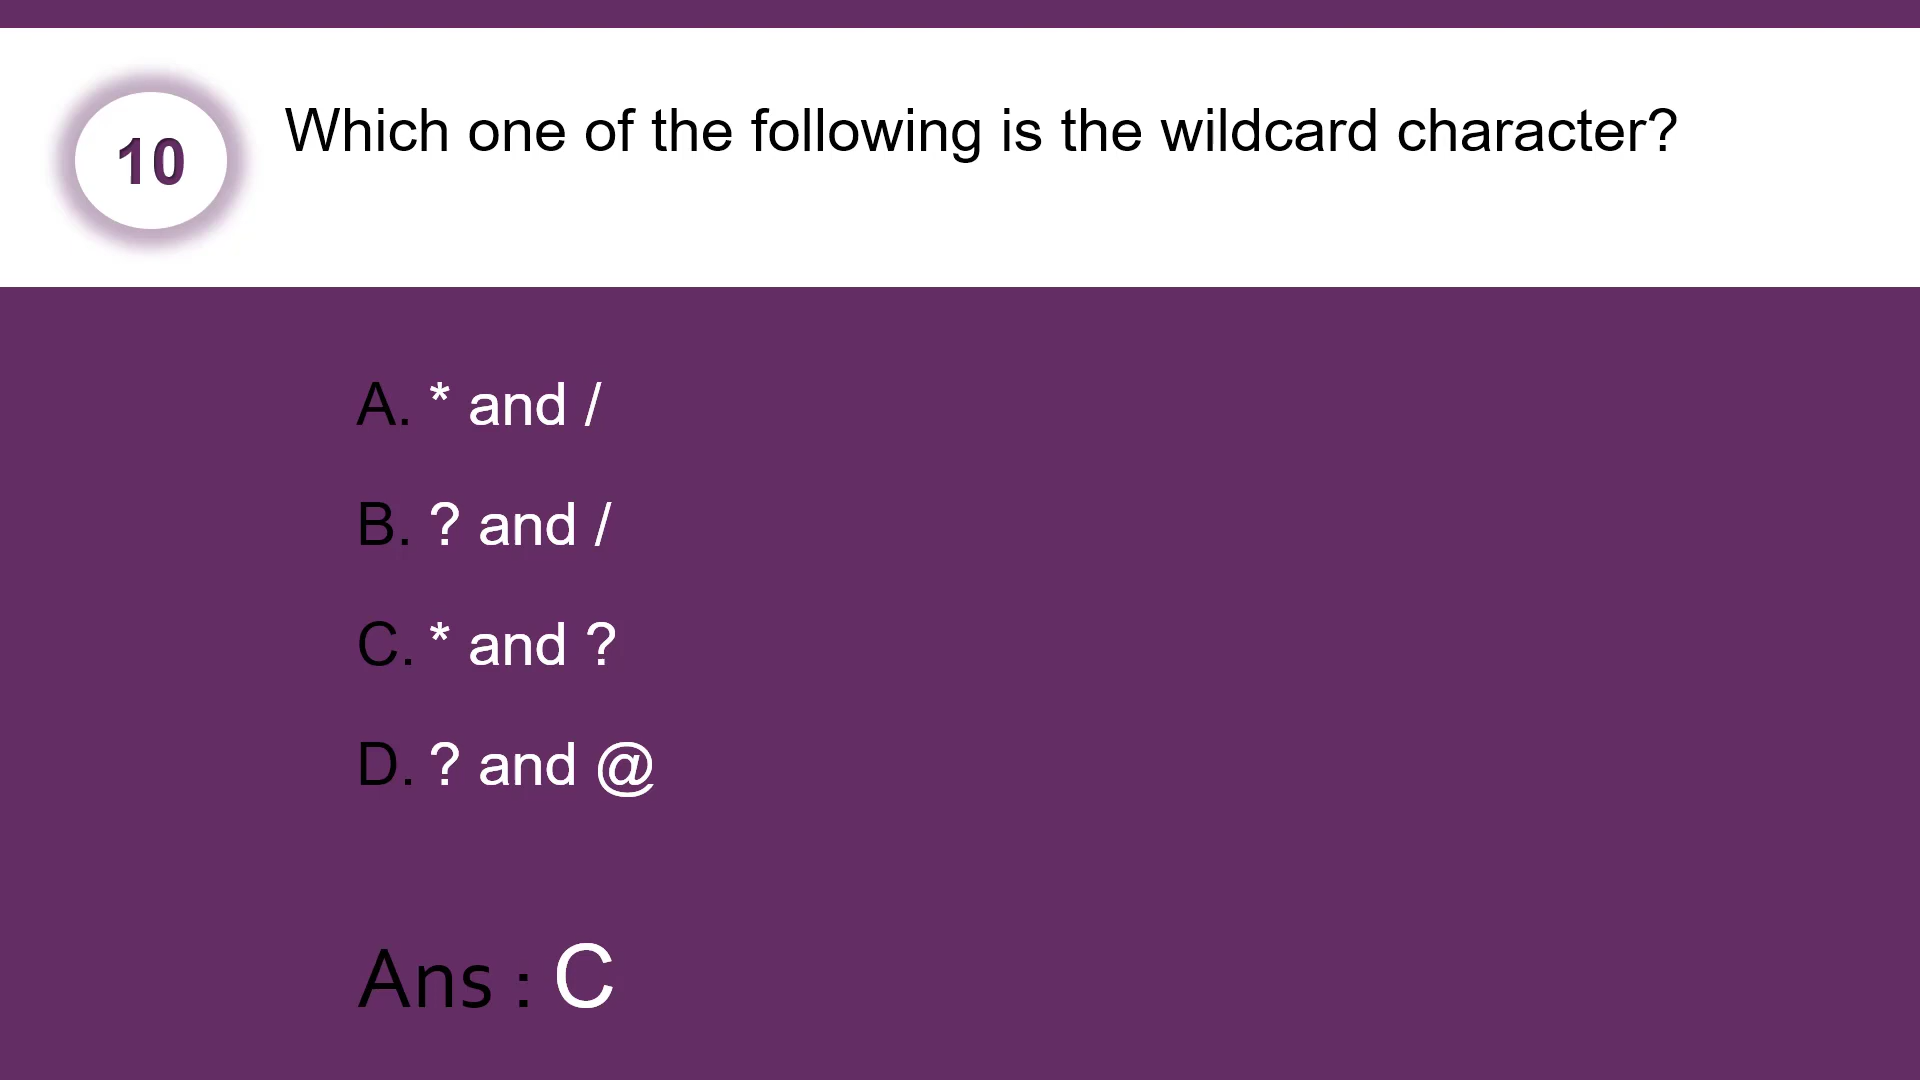 10
Which one of the following is the wildcard character?
A. * and /
B. ? and /
C. * and ?
D. ? and @
Ans : C